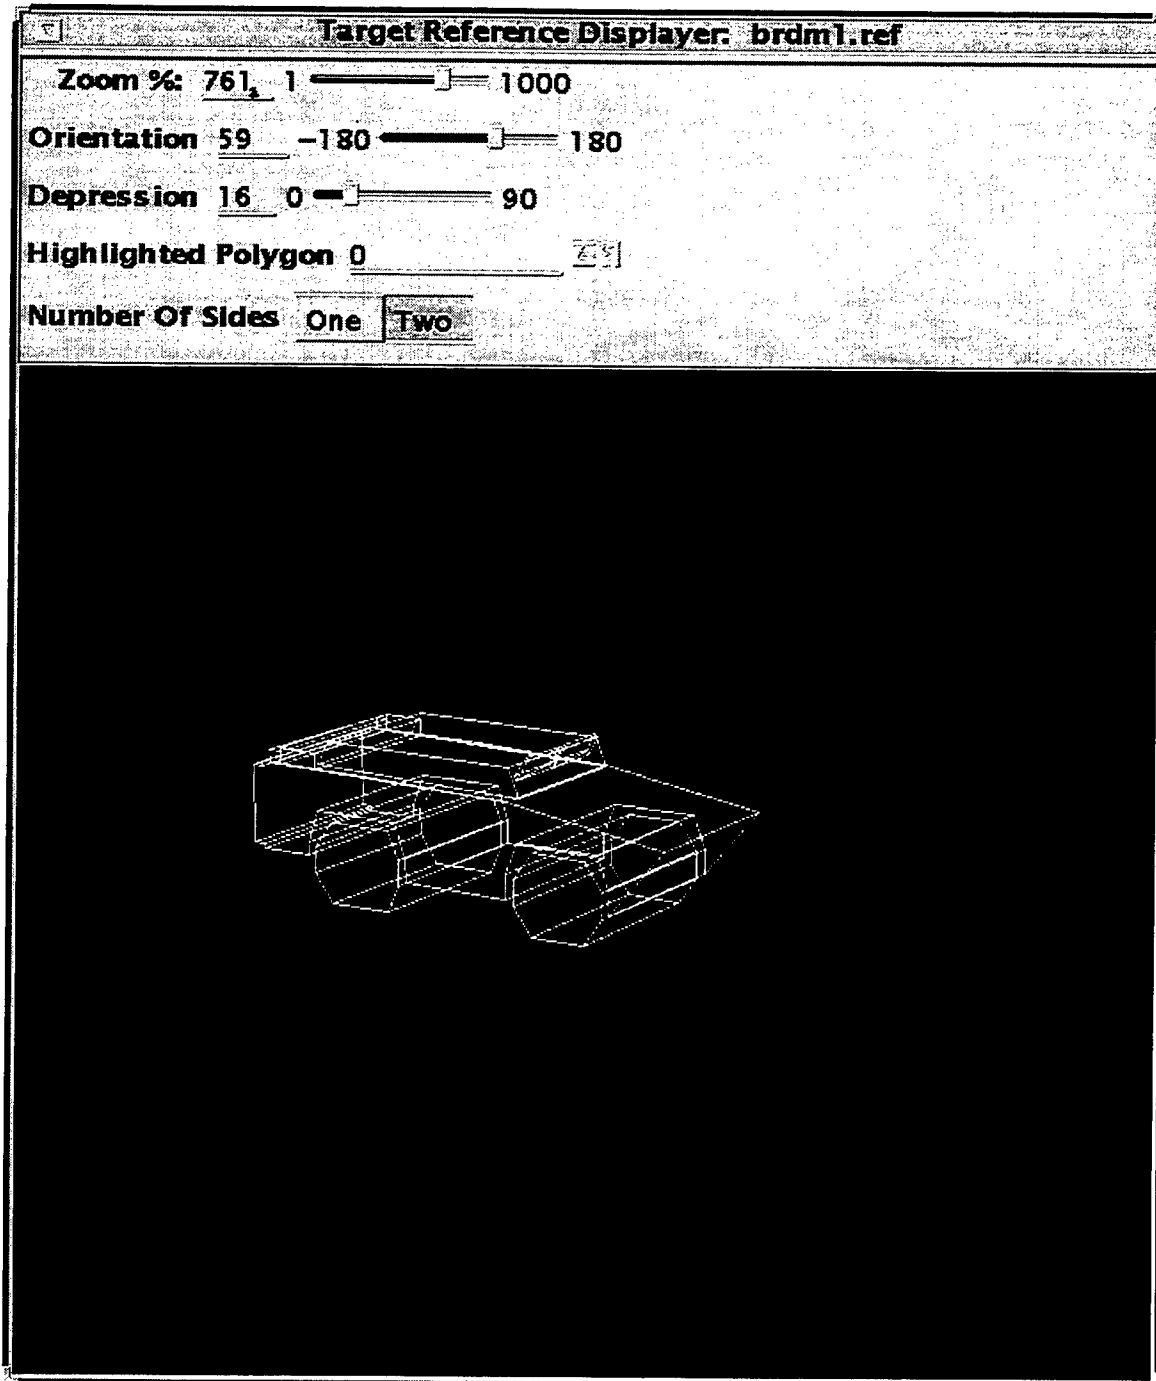 Target Reference Displayer: brdm1.ref
Zoom %: 761 1 1000
Orientation 59 -180 180
Depression 16 0 90
Highlighted Polygon 0
Number Of Sides One Two